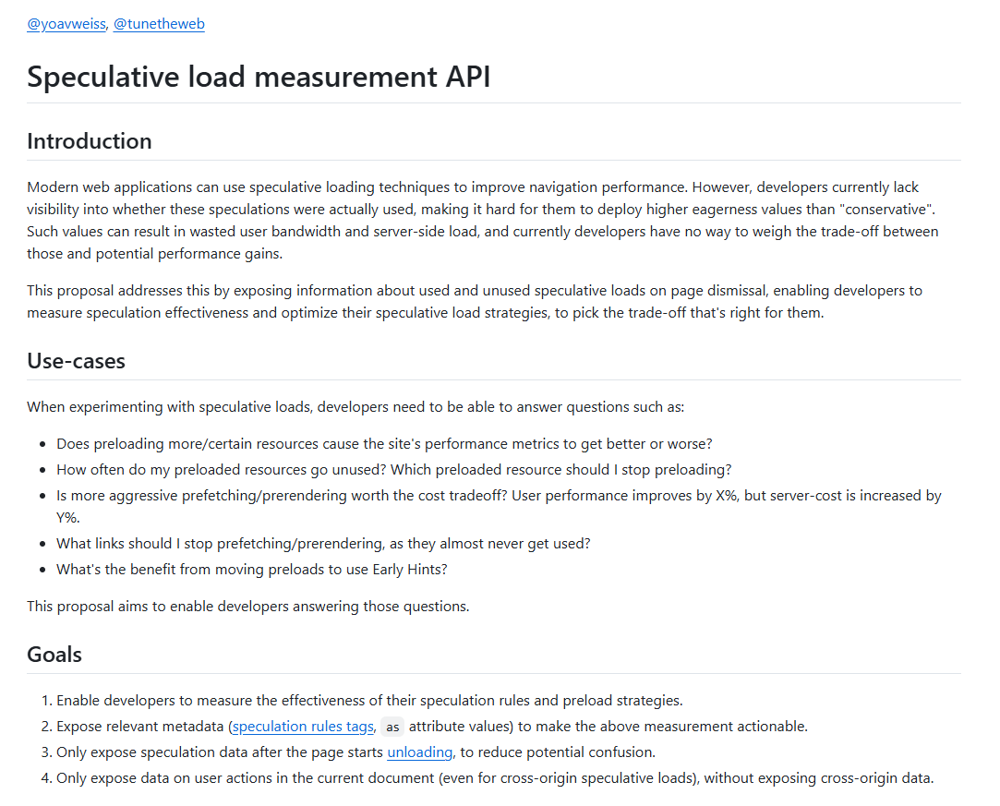 @yoavweiss, @tunetheweb
Speculative load measurement API
Introduction
Modern web applications can use speculative loading techniques to improve navigation performance. However, developers currently lack
visibility into whether these speculations were actually used, making it hard for them to deploy higher eagerness values than "conservative".
Such values can result in wasted user bandwidth and server-side load, and currently developers have no way to weigh the trade-off between
those and potential performance gains.
This proposal addresses this by exposing information about used and unused speculative loads on page dismissal, enabling developers to
measure speculation effectiveness and optimize their speculative load strategies, to pick the trade-off that's right for them.
Use-cases
When experimenting with speculative loads, developers need to be able to answer questions such as:
• Does preloading more/certain resources cause the site's performance metrics to get better or worse?
• How often do my preloaded resources go unused? Which preloaded resource should I stop preloading?
• Is more aggressive prefetching/prerendering worth the cost tradeoff? User performance improves by X%, but server-cost is increased by
Y%.
• What links should I stop prefetching/prerendering, as they almost never get used?
• What's the benefit from moving preloads to use Early Hints?
This proposal aims to enable developers answering those questions.
Goals
1. Enable developers to measure the effectiveness of their speculation rules and preload strategies.
2. Expose relevant metadata (speculation rules tags, as attribute values) to make the above measurement actionable.
3. Only expose speculation data after the page starts unloading, to reduce potential confusion.
4. Only expose data on user actions in the current document (even for cross-origin speculative loads), without exposing cross-origin data.